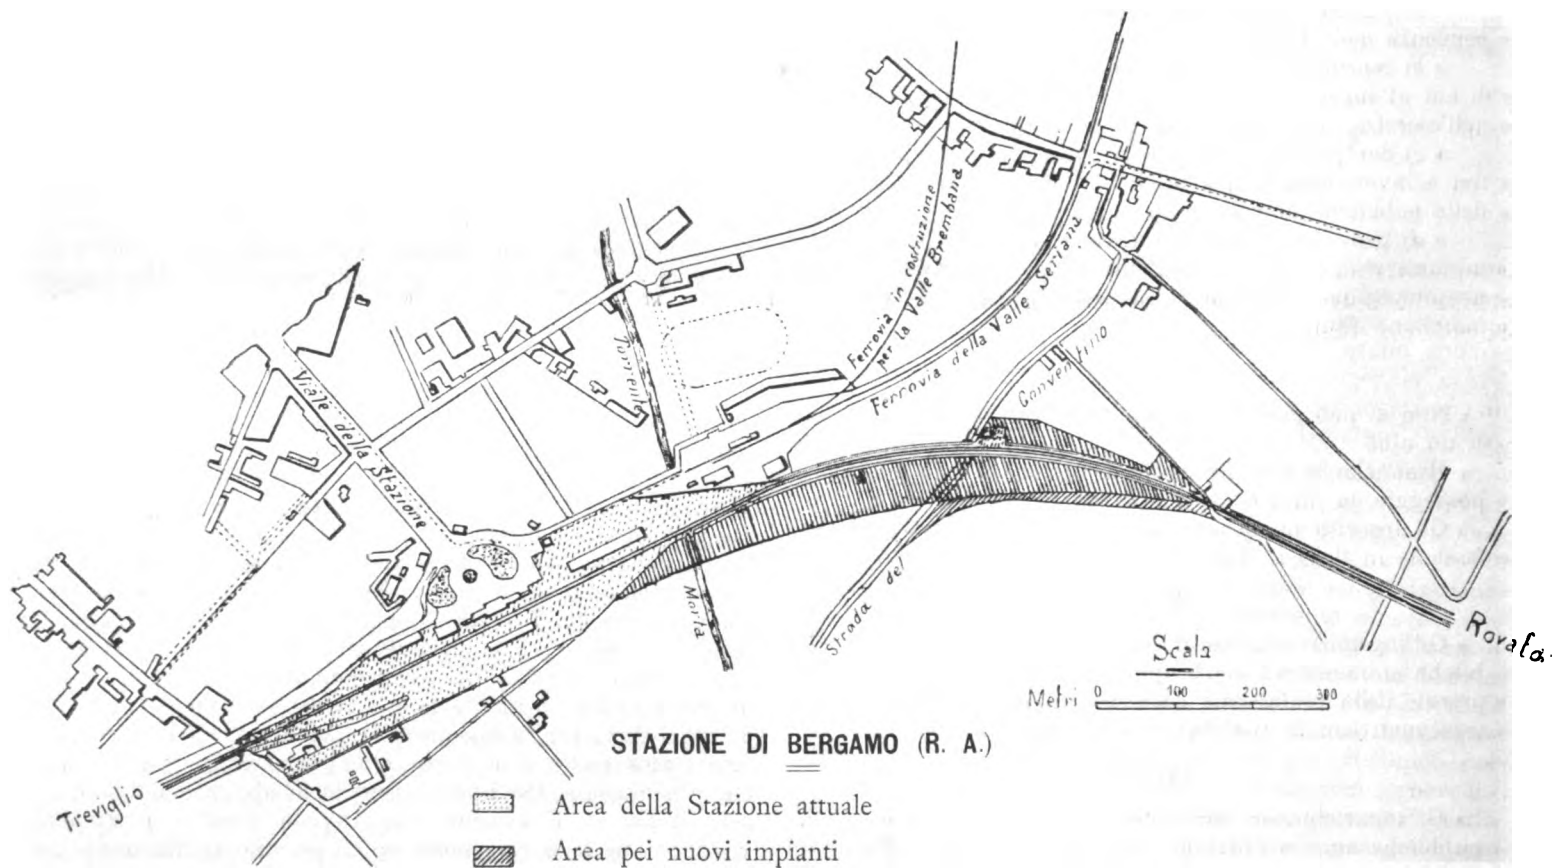 Ferrovia in costruzione
per la Valle Brembana
Ferrovia della Valle Seriana
Conventino
Torrente
Viale della Stazione
Morla
Strada del
Rovato
Scala
Metri 0 100 200 300
STAZIONE DI BERGAMO (R. A.)
Treviglio
Area della Stazione attuale
Area pei nuovi impianti